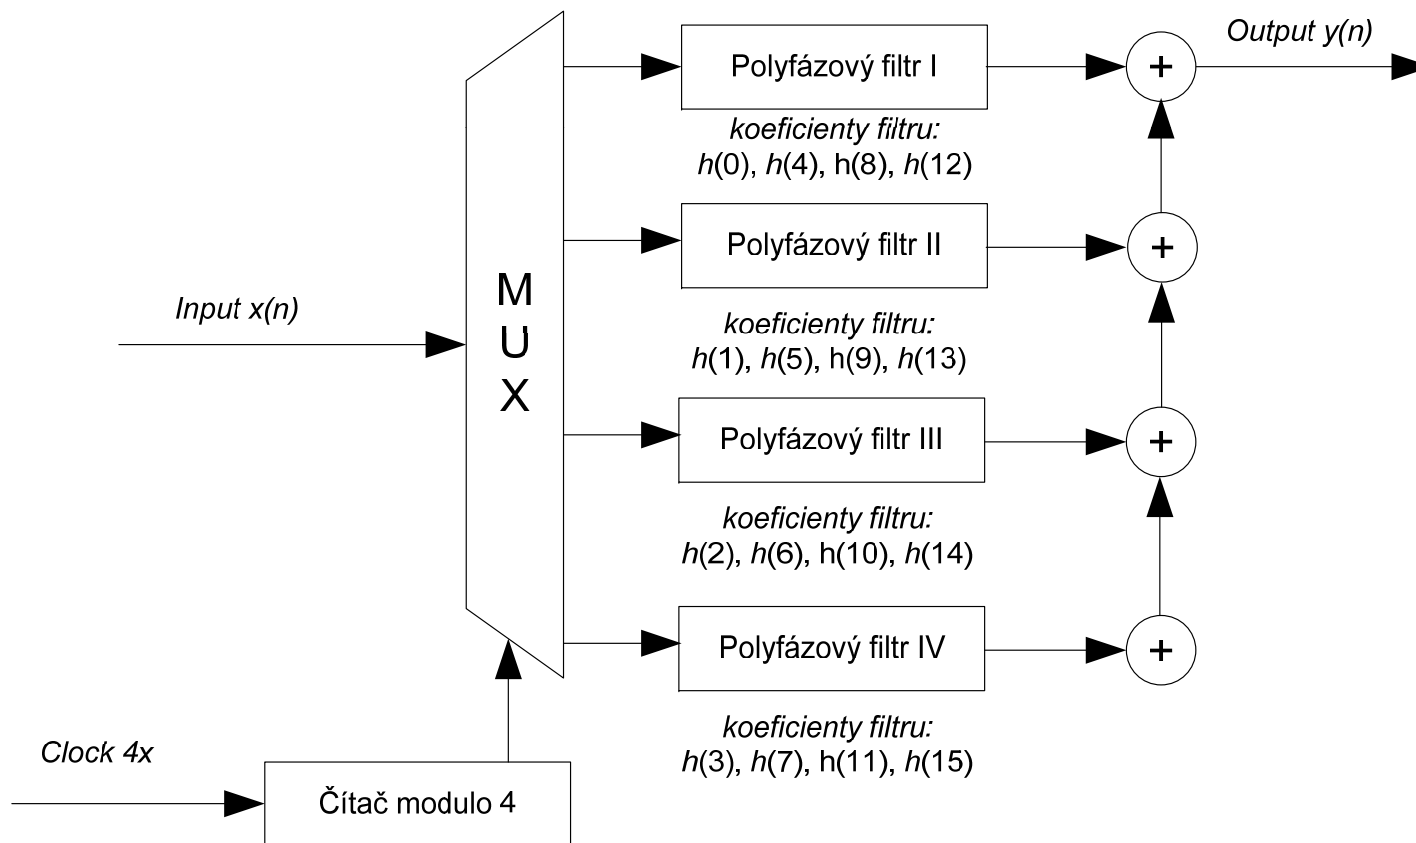 Output y(n)
Polyfázový filtr I
+
koeficienty filtru:
h(0), h(4), h(8), h(12)
Polyfázový filtr II
+
Input x(n)
M
U
X
koeficienty filtru:
h(1), h(5), h(9), h(13)
Polyfázový filtr III
+
koeficienty filtru:
h(2), h(6), h(10), h(14)
Polyfázový filtr IV
+
koeficienty filtru:
h(3), h(7), h(11), h(15)
Clock 4x
Čítač modulo 4